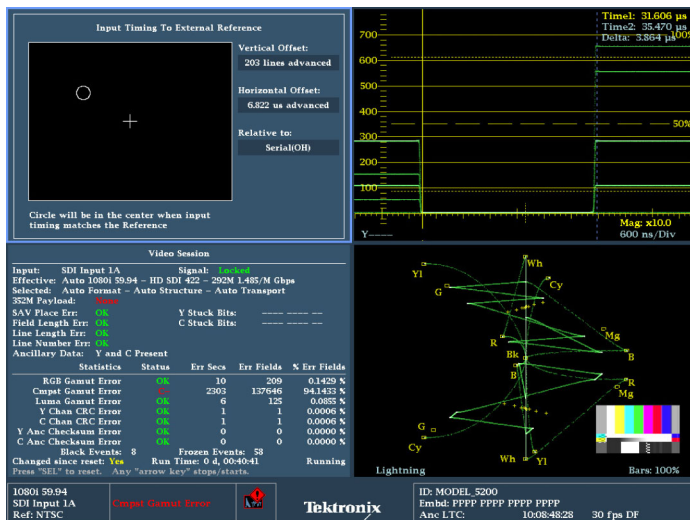 Input Timing To External Reference
Vertical Offset:
203 lines advanced
Horizontal Offset:
6.822 us advanced
Relative to:
Serial(OH)
Circle will be in the center when input
timing matches the Reference
Time1: 31.606 µs
Time2: 35.470 µs
Delta: 3.864 µs
100%
700
600
500
400
300
200
100
50%
Y----
Mag: x10.0
600 ns/Div
Video Session
Input: SDI Input 1A Signal: Locked
Effective: Auto 1080i 59.94 - HD SDI 422 - 292M 1.485/M Gbps
Selected: Auto Format - Auto Structure - Auto Transport
352M Payload:
SAV Place Err: OK Y Stuck Bits: ---- ---- --
Field Length Err: OK C Stuck Bits: ---- ---- --
Line Length Err: OK
Line Number Err: OK
Ancillary Data: Y and C Present
Statistics Status Err Secs Err Fields % Err Fields
RGB Gamut Error OK 10 209 0.1429 %
Cmpst Gamut Error 2303 137646 94.1433 %
Luma Gamut Error OK 6 125 0.0855 %
Y Chan CRC Error OK 1 1 0.0006 %
C Chan CRC Error OK 1 1 0.0006 %
Y Anc Checksum Error OK 0 0 0.0000 %
C Anc Checksum Error OK 0 0 0.0000 %
Black Events: 8 Frozen Events: 58
Changed since reset: Yes Run Time: 0 d, 00:40:41 Running
Press "SEL" to reset. Any "arrow key" stops/starts.
Wh
Yl
Cy
G
Mg
R
Bk
B
B
R
Mg
G
Cy
Wh
Yl
Lightning
Bars: 100%
1080i 59.94
SDI Input 1A
Ref: NTSC
Cmpst Gamut Error
Tektronix
ID: MODEL_5200
Embd: PPPP PPPP PPPP PPPP
Anc LTC: 10:08:48:28 30 fps DF